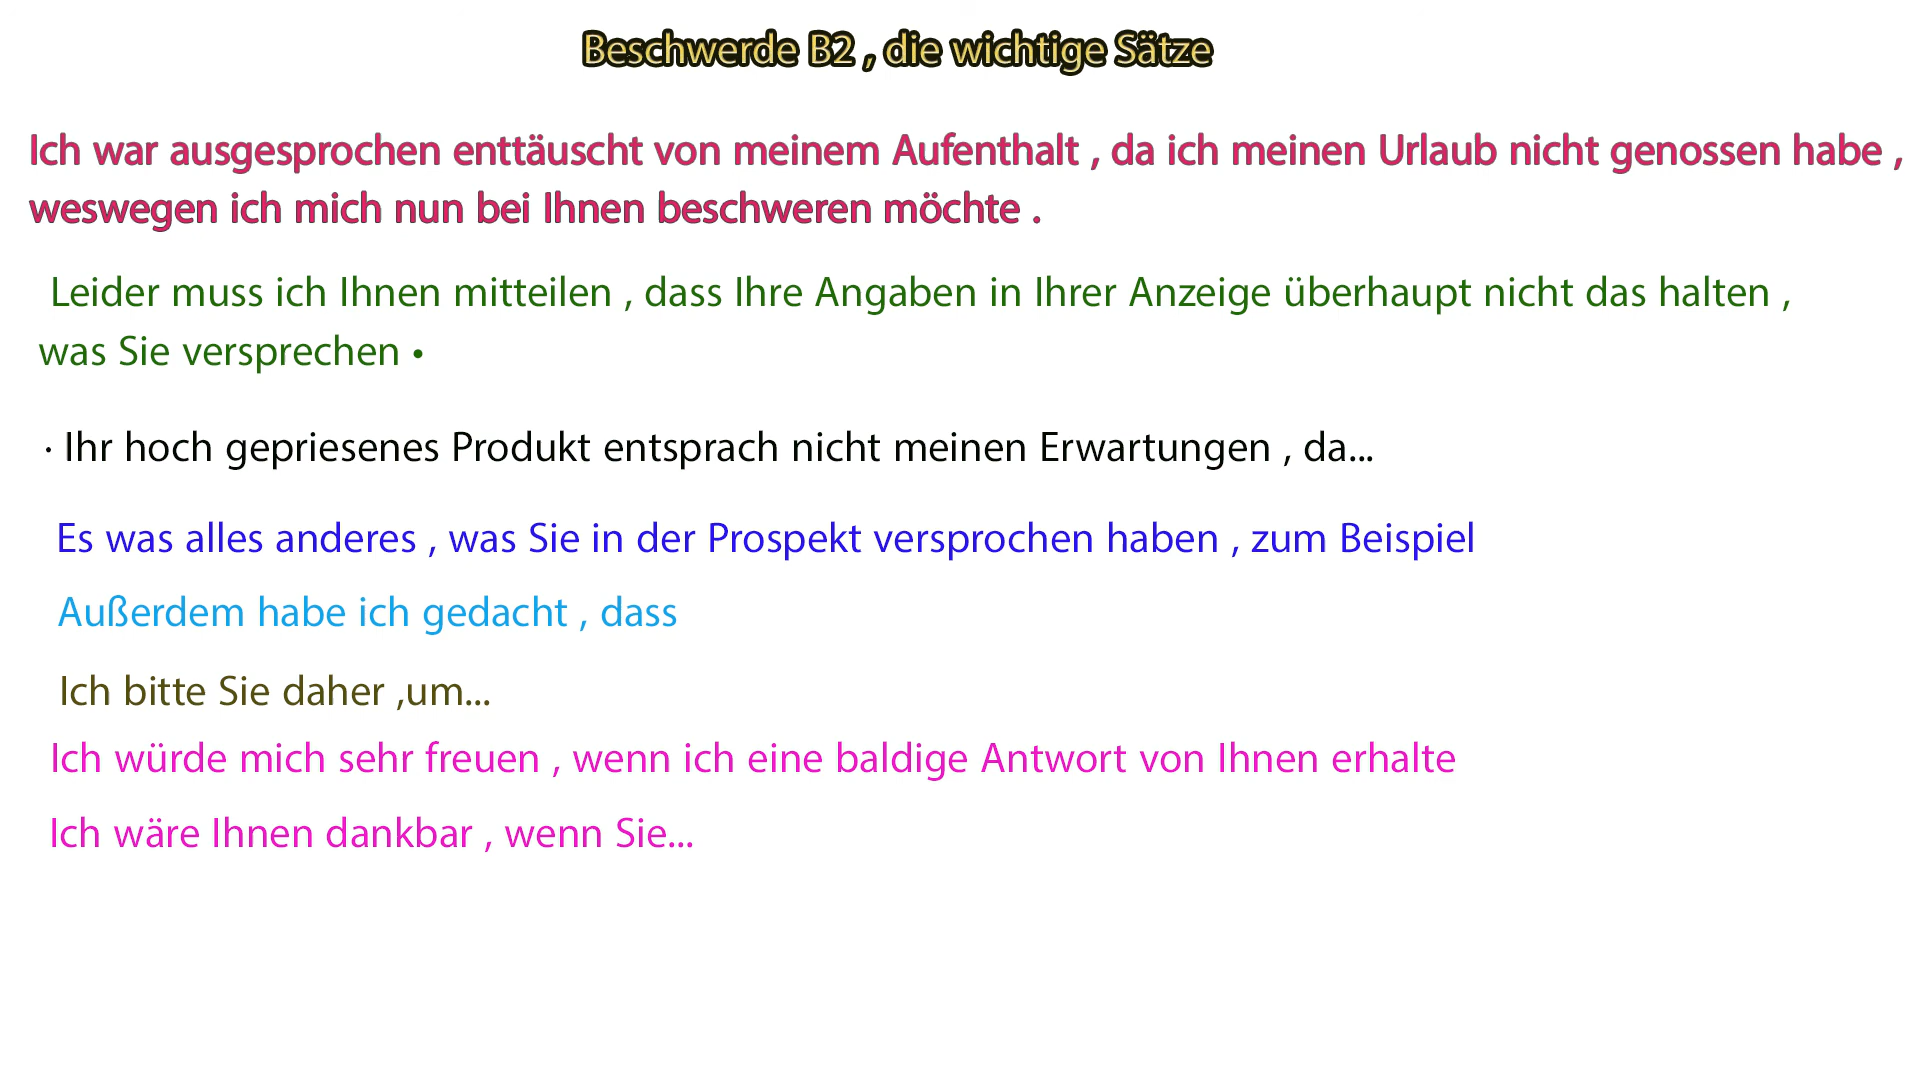 Beschwerde B2 , die wichtige Sätze
Ich war ausgesprochen enttäuscht von meinem Aufenthalt , da ich meinen Urlaub nicht genossen habe ,
weswegen ich mich nun bei Ihnen beschweren möchte .
Leider muss ich Ihnen mitteilen , dass Ihre Angaben in Ihrer Anzeige überhaupt nicht das halten ,
was Sie versprechen •
· Ihr hoch gepriesenes Produkt entsprach nicht meinen Erwartungen , da...
Es was alles anderes , was Sie in der Prospekt versprochen haben , zum Beispiel
Außerdem habe ich gedacht , dass
Ich bitte Sie daher ,um...
Ich würde mich sehr freuen , wenn ich eine baldige Antwort von Ihnen erhalte
Ich wäre Ihnen dankbar , wenn Sie...